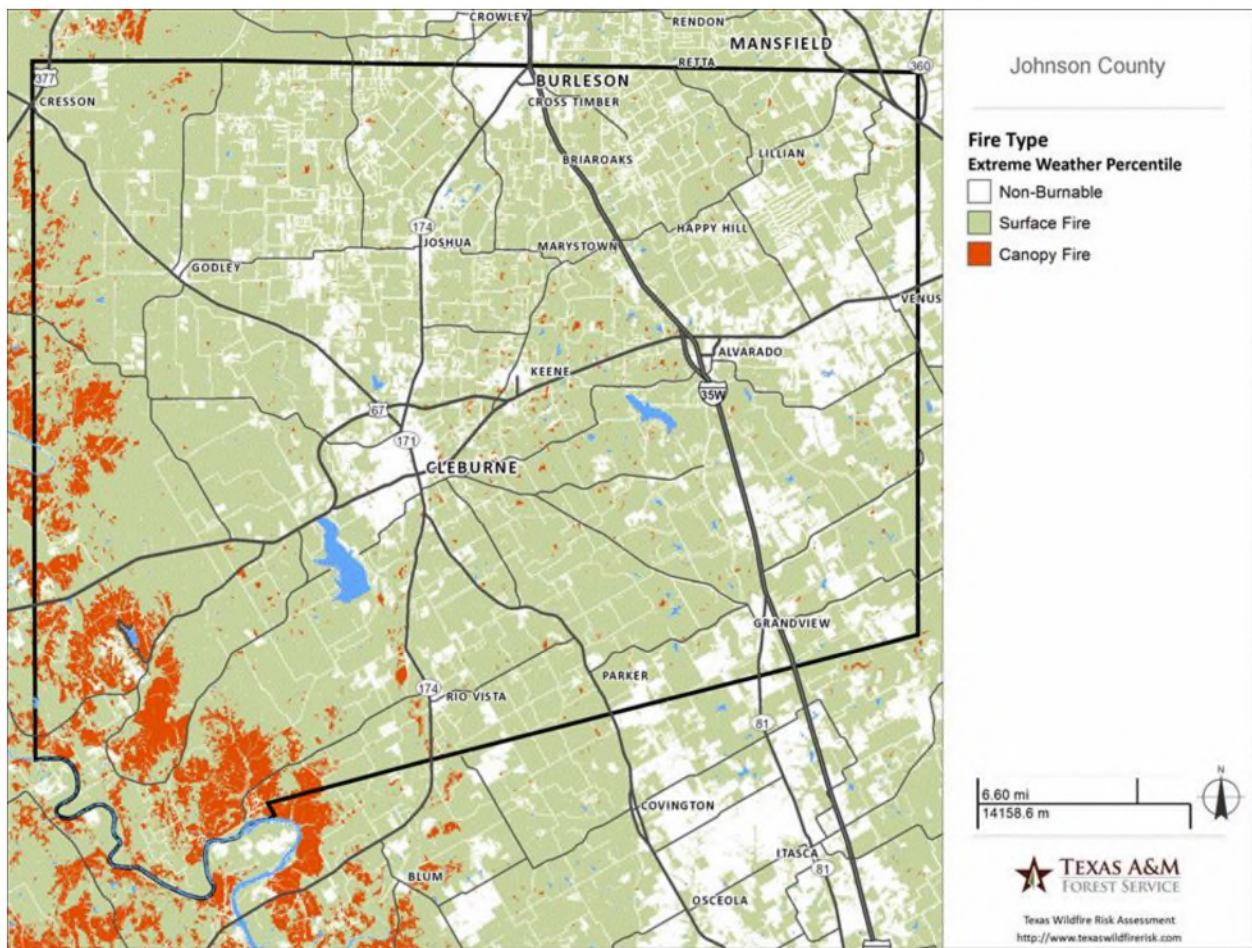 CROWLEY
RENDON
MANSFIELD
RETTA
360
377
CRESSON
BURLESON
CROSS TIMBER
BRIAROAKS
LILLIAN
174
JOSHUA
MARYSTOWN
HAPPY HILL
GODLEY
VENUS
ALVARADO
KEENE
35W
67
171
CLEBURNE
GRANDVIEW
PARKER
174
RIO VISTA
81
COVINGTON
ITASCA
81
BLUM
OSCEOLA
Johnson County
Fire Type
Extreme Weather Percentile
Non-Burnable
Surface Fire
Canopy Fire
6.60 mi
14158.6 m
N
TEXAS A&M
FOREST SERVICE
Texas Wildfire Risk Assessment
http://www.texaswildfirerisk.com